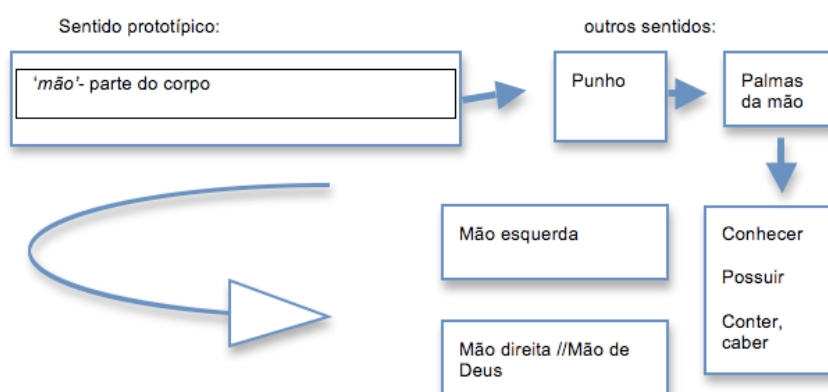 Sentido prototípico:
outros sentidos:
‘mão’- parte do corpo
Punho
Palmas
da mão
Mão esquerda
Conhecer
Possuir
Conter,
caber
Mão direita //Mão de
Deus